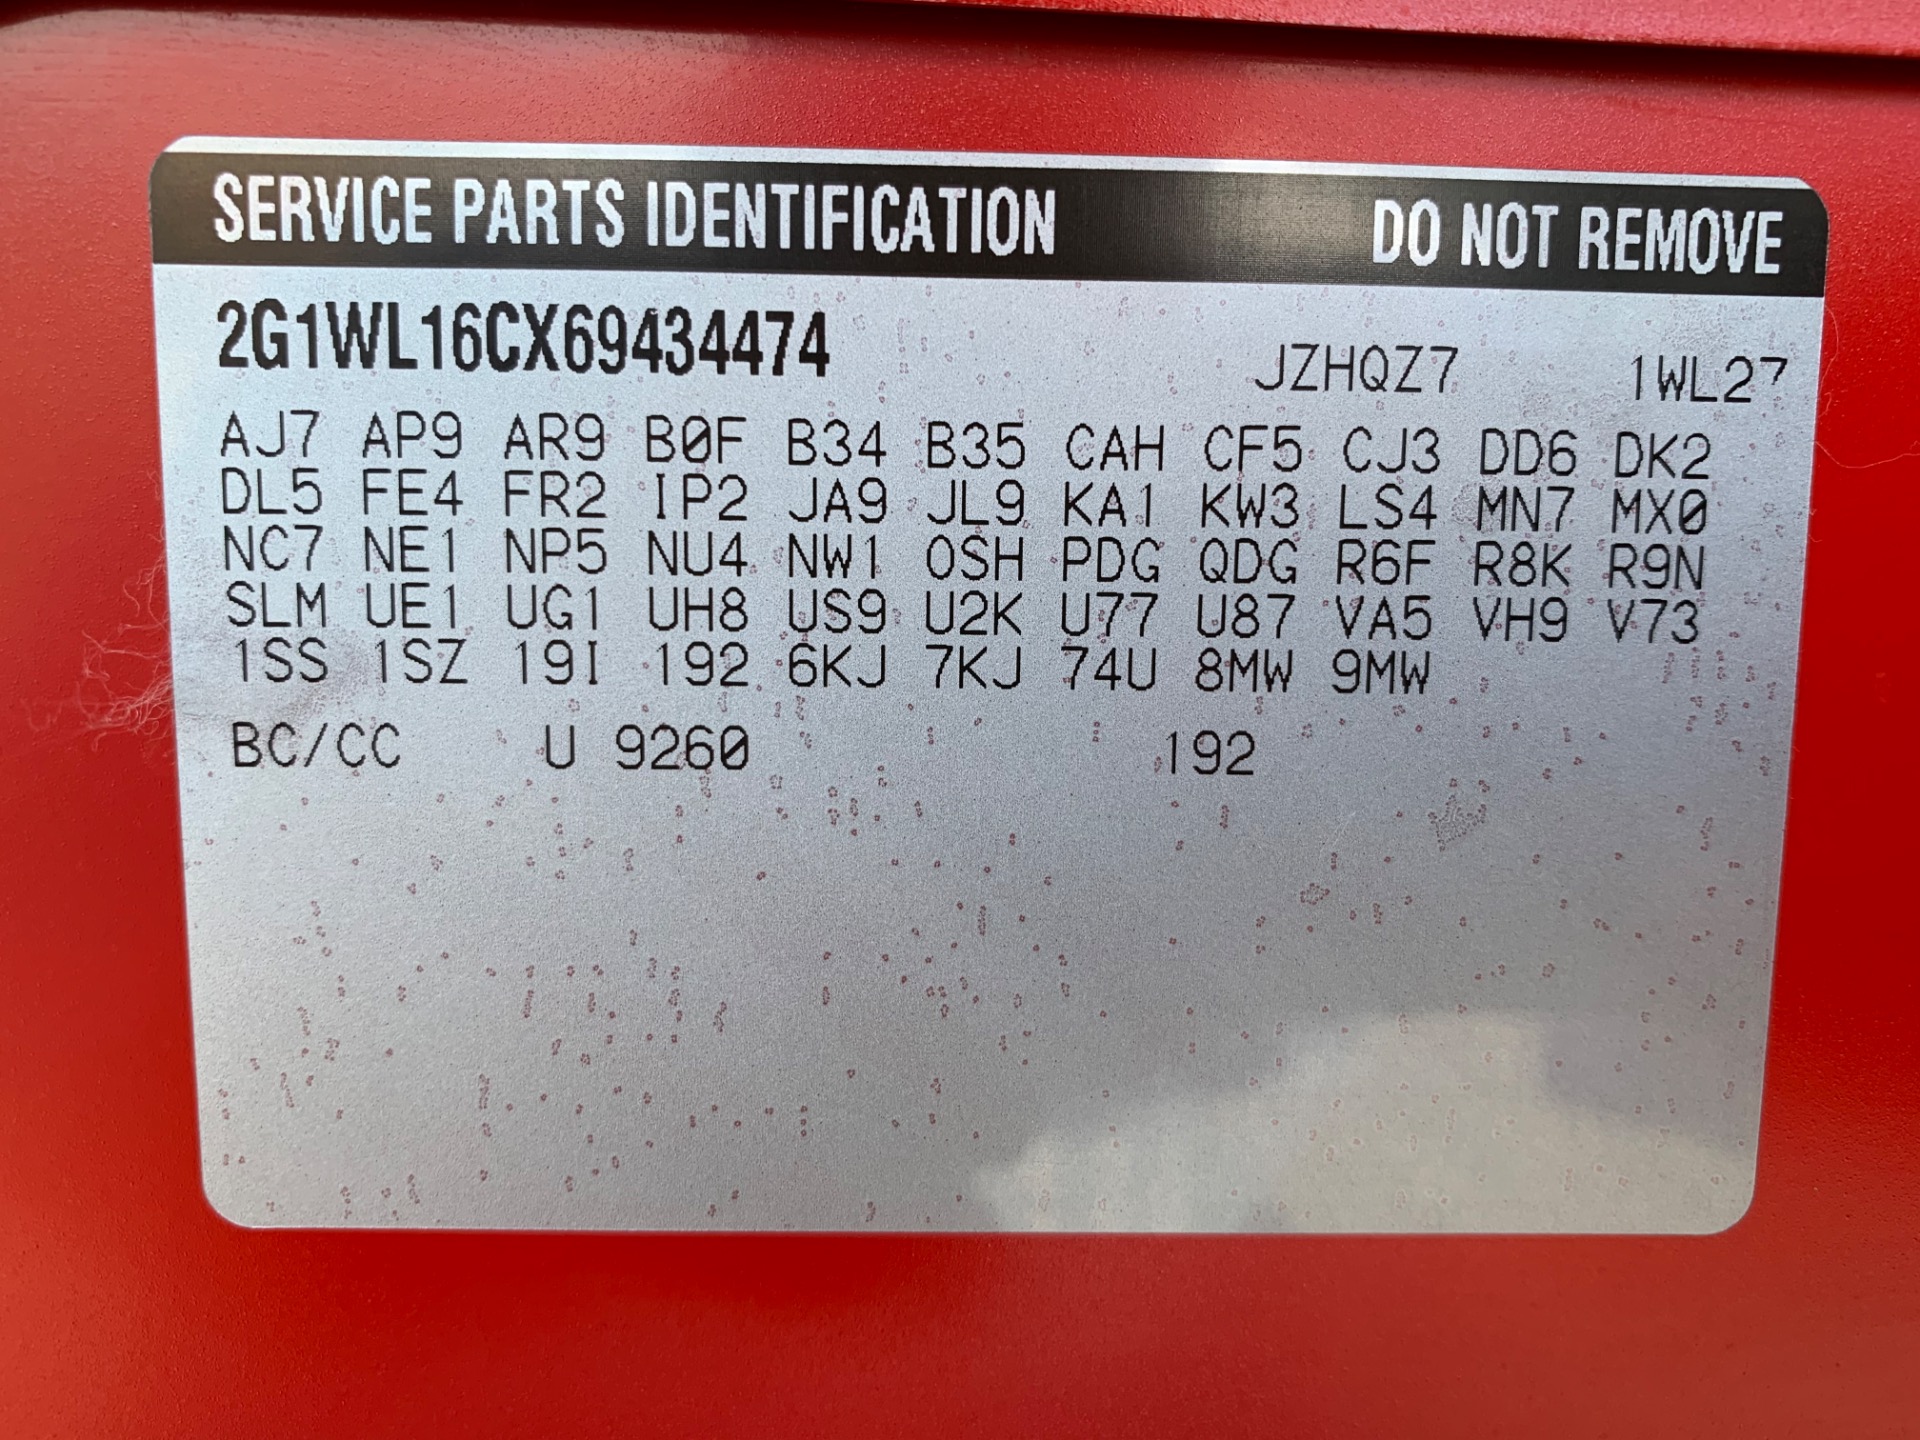 SERVICE PARTS IDENTIFICATION DO NOT REMOVE
2G1WL16CX69434474 JZHQZ7 1WL27
AJ7 AP9 AR9 B0F B34 B35 CAH CF5 CJ3 DD6 DK2
DL5 FE4 FR2 IP2 JA9 JL9 KA1 KW3 LS4 MN7 MX0
NC7 NE1 NP5 NU4 NW1 OSH PDG QDG R6F R8K R9N
SLM UE1 UG1 UH8 US9 U2K U77 U87 VA5 VH9 V73
1SS 1SZ 19I 192 6KJ 7KJ 74U 8MW 9MW
BC/CC U 9260 192